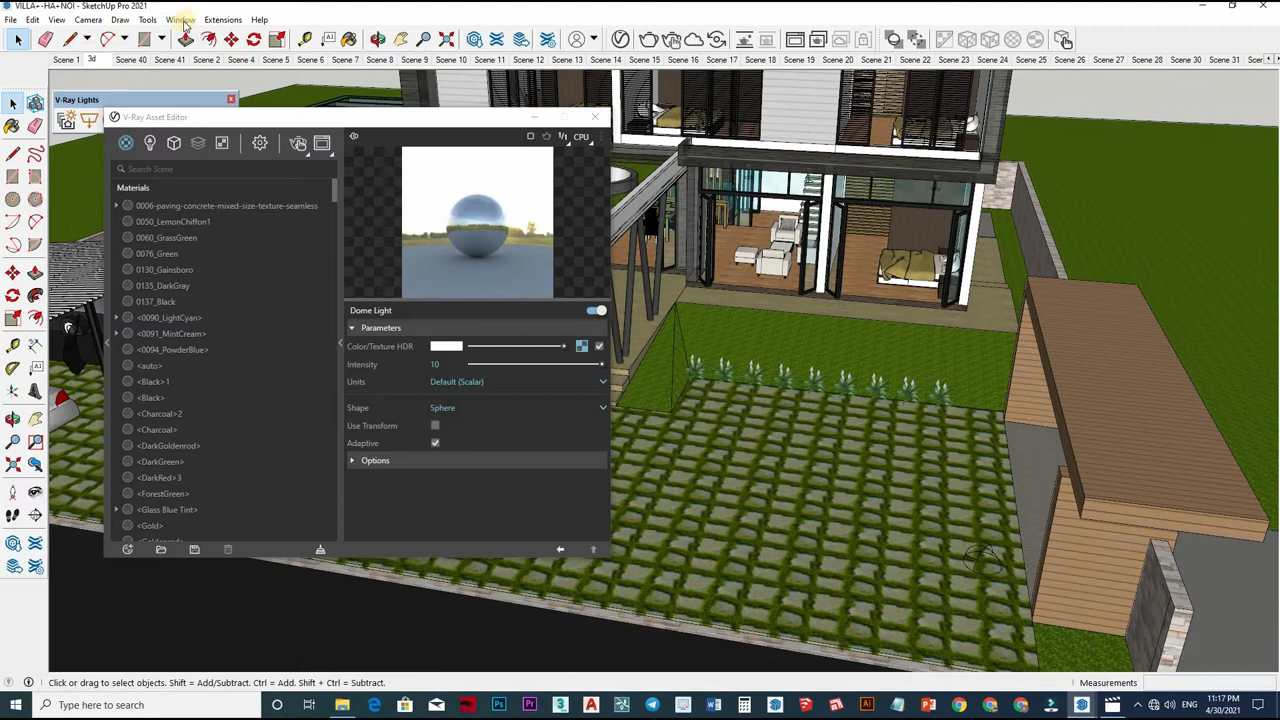 VILLA+-HA+NOI - SketchUp Pro 2021
File Edit View Camera Draw Tools Window Extensions Help
Scene 1 3d Scene 40 Scene 41 Scene 2 Scene 4 Scene 5 Scene 6 Scene 7 Scene 8 Scene 9 Scene 10 Scene 11 Scene 12 Scene 13 Scene 14 Scene 15 Scene 16 Scene 17 Scene 18 Scene 19 Scene 20 Scene 21 Scene 22 Scene 23 Scene 24 Scene 30 Scene 31
V-Ray Lights
V-Ray Asset Editor
CPU
Search Scene
Materials
0006-paving-concrete-mixed-size-texture-seamless
0050_LemonChiffon1
0060_GrassGreen
0076_Green
0130_Gainsboro
0135_DarkGray
0137_Black
<0090_LightCyan>
<0091_MintCream>
<0094_PowderBlue>
<auto>
<Black>1
<Black>
<Charcoal>2
<Charcoal>
<DarkGoldenrod>
<DarkGreen>
<DarkRed>3
<ForestGreen>
<Glass Blue Tint>
<Gold>
Dome Light
Parameters
Color/Texture HDR
Intensity 10
Units Default (Scalar)
Shape Sphere
Use Transform
Adaptive
Options
Click or drag to select objects. Shift = Add/Subtract. Ctrl = Add. Shift + Ctrl = Subtract.
Measurements
Type here to search
ENG
11:17 PM
4/30/2021